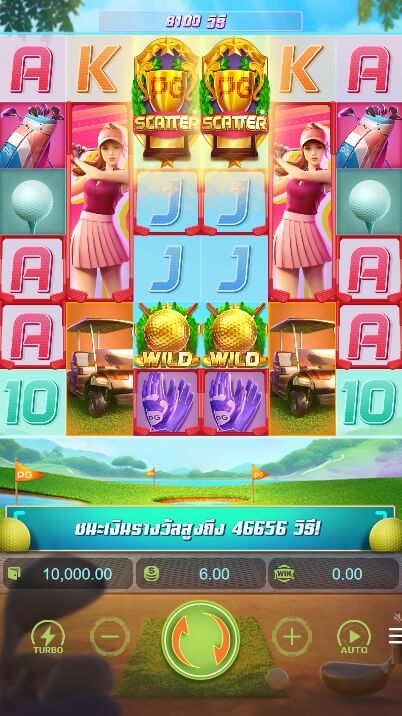 8100 วิธี
A K PG PG K A
SCATTER SCATTER
PG
J J
A J J A
A WILD WILD A
10 PG 10
PG PG
ชนะเงินรางวัลสูงถึง 46656 วิธี!
10,000.00 S 6.00 WIN 0.00
TURBO AUTO